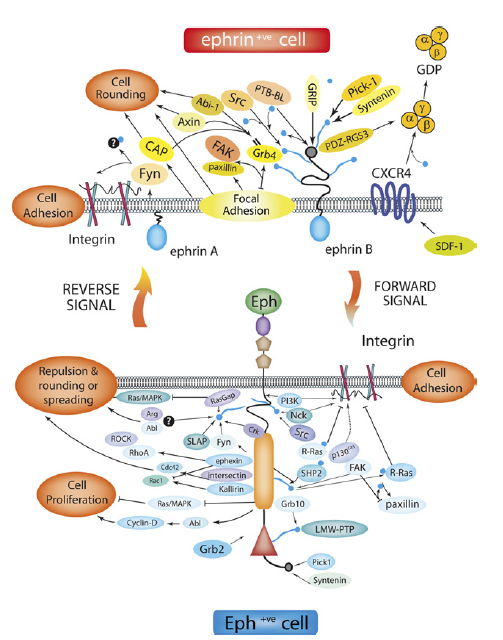 ephrin +ve cell
Cell
Rounding
Abi-1
Src
PTB-BL
GRIP
Pick-1
Syntenin
α
γ
β
GDP
Axin
PDZ-RGS3
α
γ
β
?
CAP
FAK
paxillin
Grb4
Fyn
CXCR4
Cell
Adhesion
Focal
Adhesion
Integrin
ephrin A
ephrin B
SDF-1
REVERSE
SIGNAL
FORWARD
SIGNAL
Eph
Integrin
Repulsion &
rounding or
spreading
Cell
Adhesion
Ras/MAPK
RasGap
PI3K
Arg
Abl
?
Nck
Src
Crk
SLAP
Fyn
ROCK
RhoA
ephexin
R-Ras
p130cas
Cdc42
intersectin
SHP2
FAK
R-Ras
Rac1
Kallirin
Cell
Proliferation
Ras/MAPK
Grb10
paxillin
Cyclin-D
Abl
LMW-PTP
Grb2
Pick1
Syntenin
Eph +ve cell